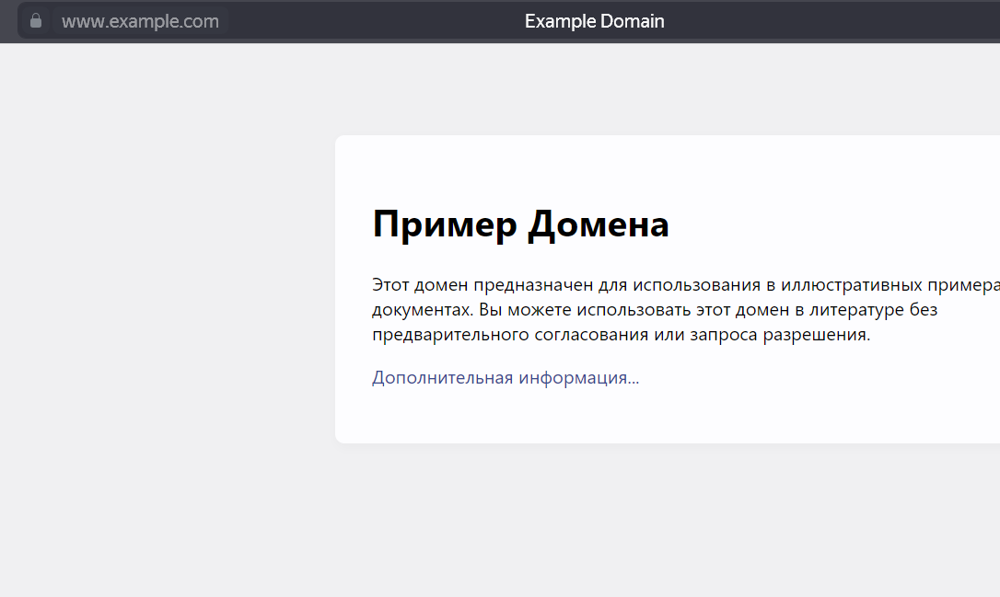 www.example.com
Example Domain
Пример Домена
Этот домен предназначен для использования в иллюстративных примера
документах. Вы можете использовать этот домен в литературе без
предварительного согласования или запроса разрешения.
Дополнительная информация...